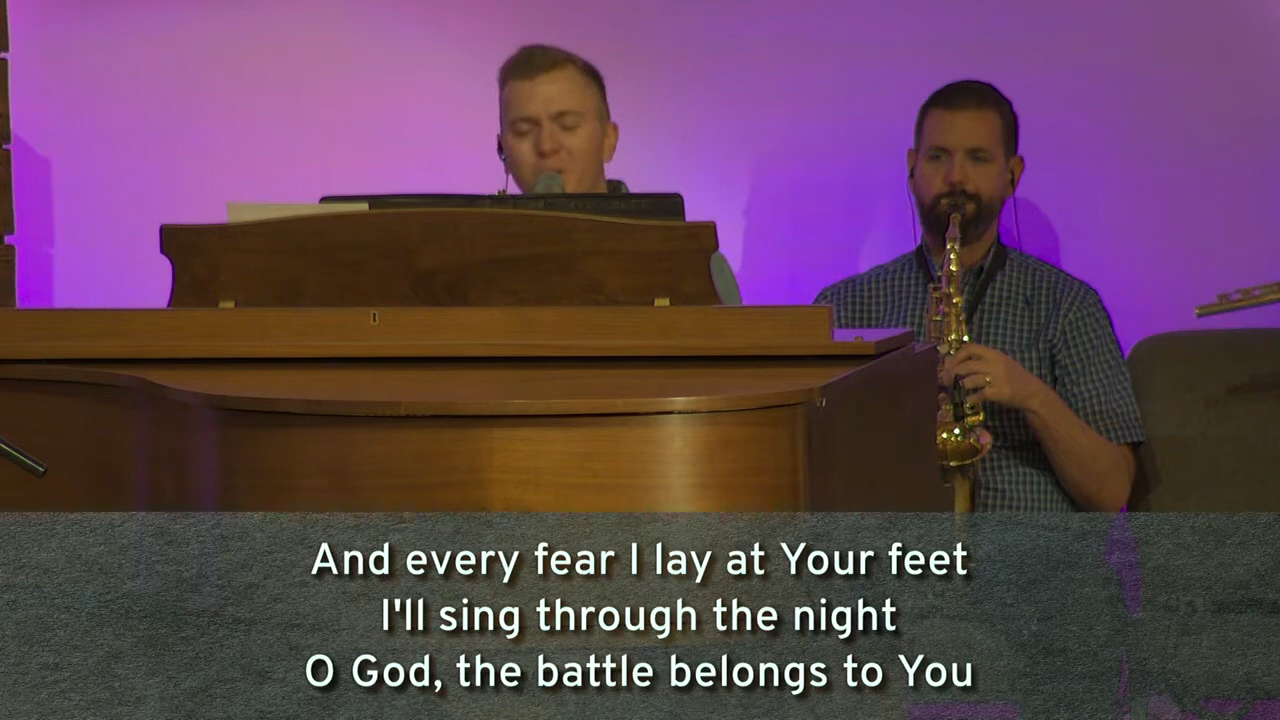 And every fear I lay at Your feet
I'll sing through the night
O God, the battle belongs to You